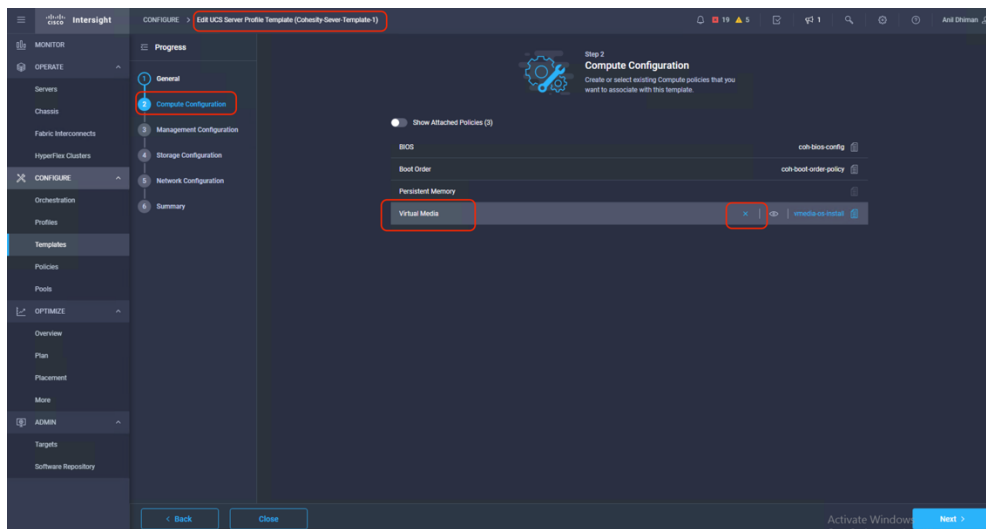 cisco Intersight
CONFIGURE > Edit UCS Server Profile Template (Cohesity-Sever-Template-1)
19 5
1
Anil Dhiman
MONITOR
OPERATE
Servers
Chassis
Fabric Interconnects
HyperFlex Clusters
CONFIGURE
Orchestration
Profiles
Templates
Policies
Pools
OPTIMIZE
Overview
Plan
Placement
More
ADMIN
Targets
Software Repository
Progress
1 General
2 Compute Configuration
3 Management Configuration
4 Storage Configuration
5 Network Configuration
6 Summary
Step 2
Compute Configuration
Create or select existing Compute policies that you
want to associate with this template.
Show Attached Policies (3)
BIOS coh-bios-config
Boot Order coh-boot-order-policy
Persistent Memory
Virtual Media × vmedia-os-install
< Back
Close
Activate Windows
Next >